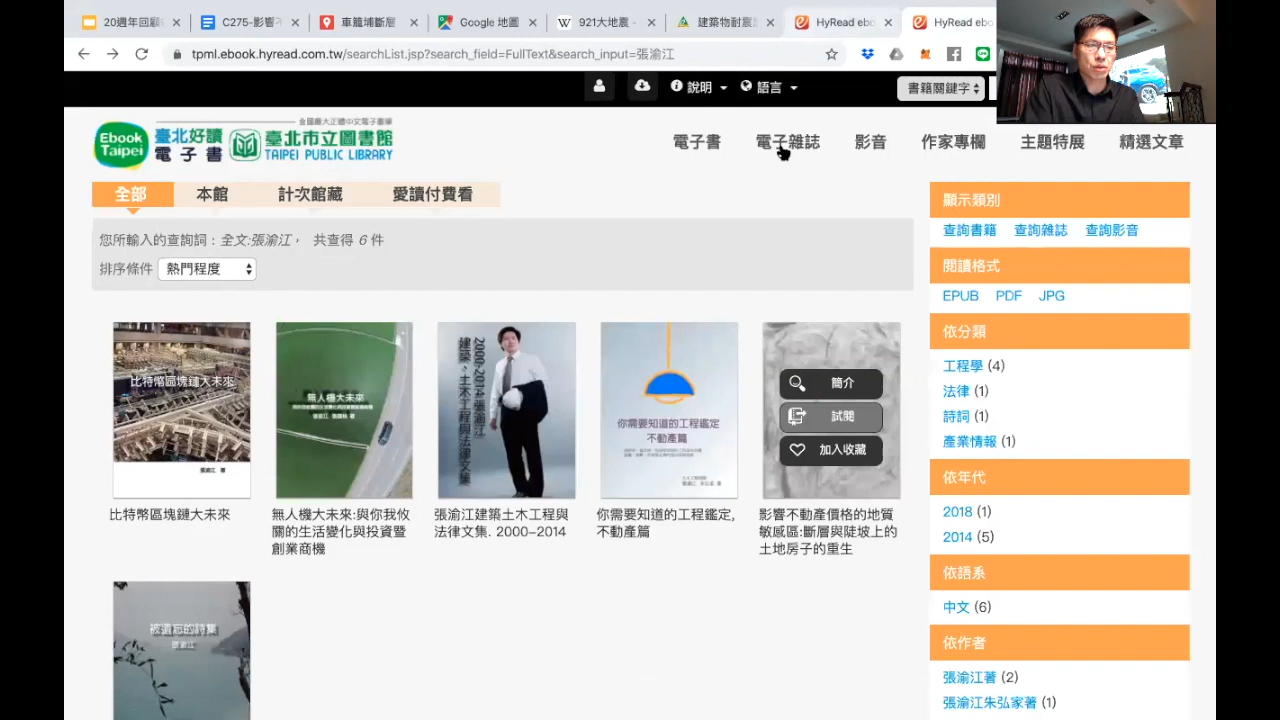 20週年回顧
C275-影響
車籠埔斷層
Google 地圖
921大地震 -
建築物耐震
HyRead ebo
HyRead ebo
tpml.ebook.hyread.com.tw/searchList.jsp?search_field=FullText&search_input=張渝江
說明
語言
書籍關鍵字
Ebook Taipei
臺北好讀
電子書
全國最大正體中文電子書庫
臺北市立圖書館
TAIPEI PUBLIC LIBRARY
電子書 電子雜誌 影音 作家專欄 主題特展 精選文章
全部 本館 計次館藏 愛讀付費看
您所輸入的查詢詞：全文:張渝江， 共查得 6 件
排序條件 熱門程度
比特幣區塊鏈大未來
張渝江 著
無人機大未來
2000-2014 張渝江
建築、土木工程與法律文集
你需要知道的工程鑑定
不動產篇
簡介
試閱
加入收藏
比特幣區塊鏈大未來
無人機大未來:與你我攸
關的生活變化與投資暨
創業商機
張渝江建築土木工程與
法律文集. 2000-2014
你需要知道的工程鑑定,
不動產篇
影響不動產價格的地質
敏感區:斷層與陡坡上的
土地房子的重生
被遺忘的詩集
張渝江
顯示類別
查詢書籍 查詢雜誌 查詢影音
閱讀格式
EPUB PDF JPG
依分類
工程學 (4)
法律 (1)
詩詞 (1)
產業情報 (1)
依年代
2018 (1)
2014 (5)
依語系
中文 (6)
依作者
張渝江著 (2)
張渝江朱弘家著 (1)